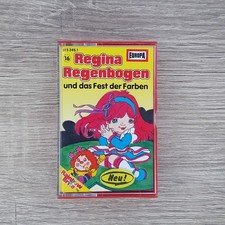 16
Regina
EUROPA
Regenbogen
und das Fest der Farben
Neu!